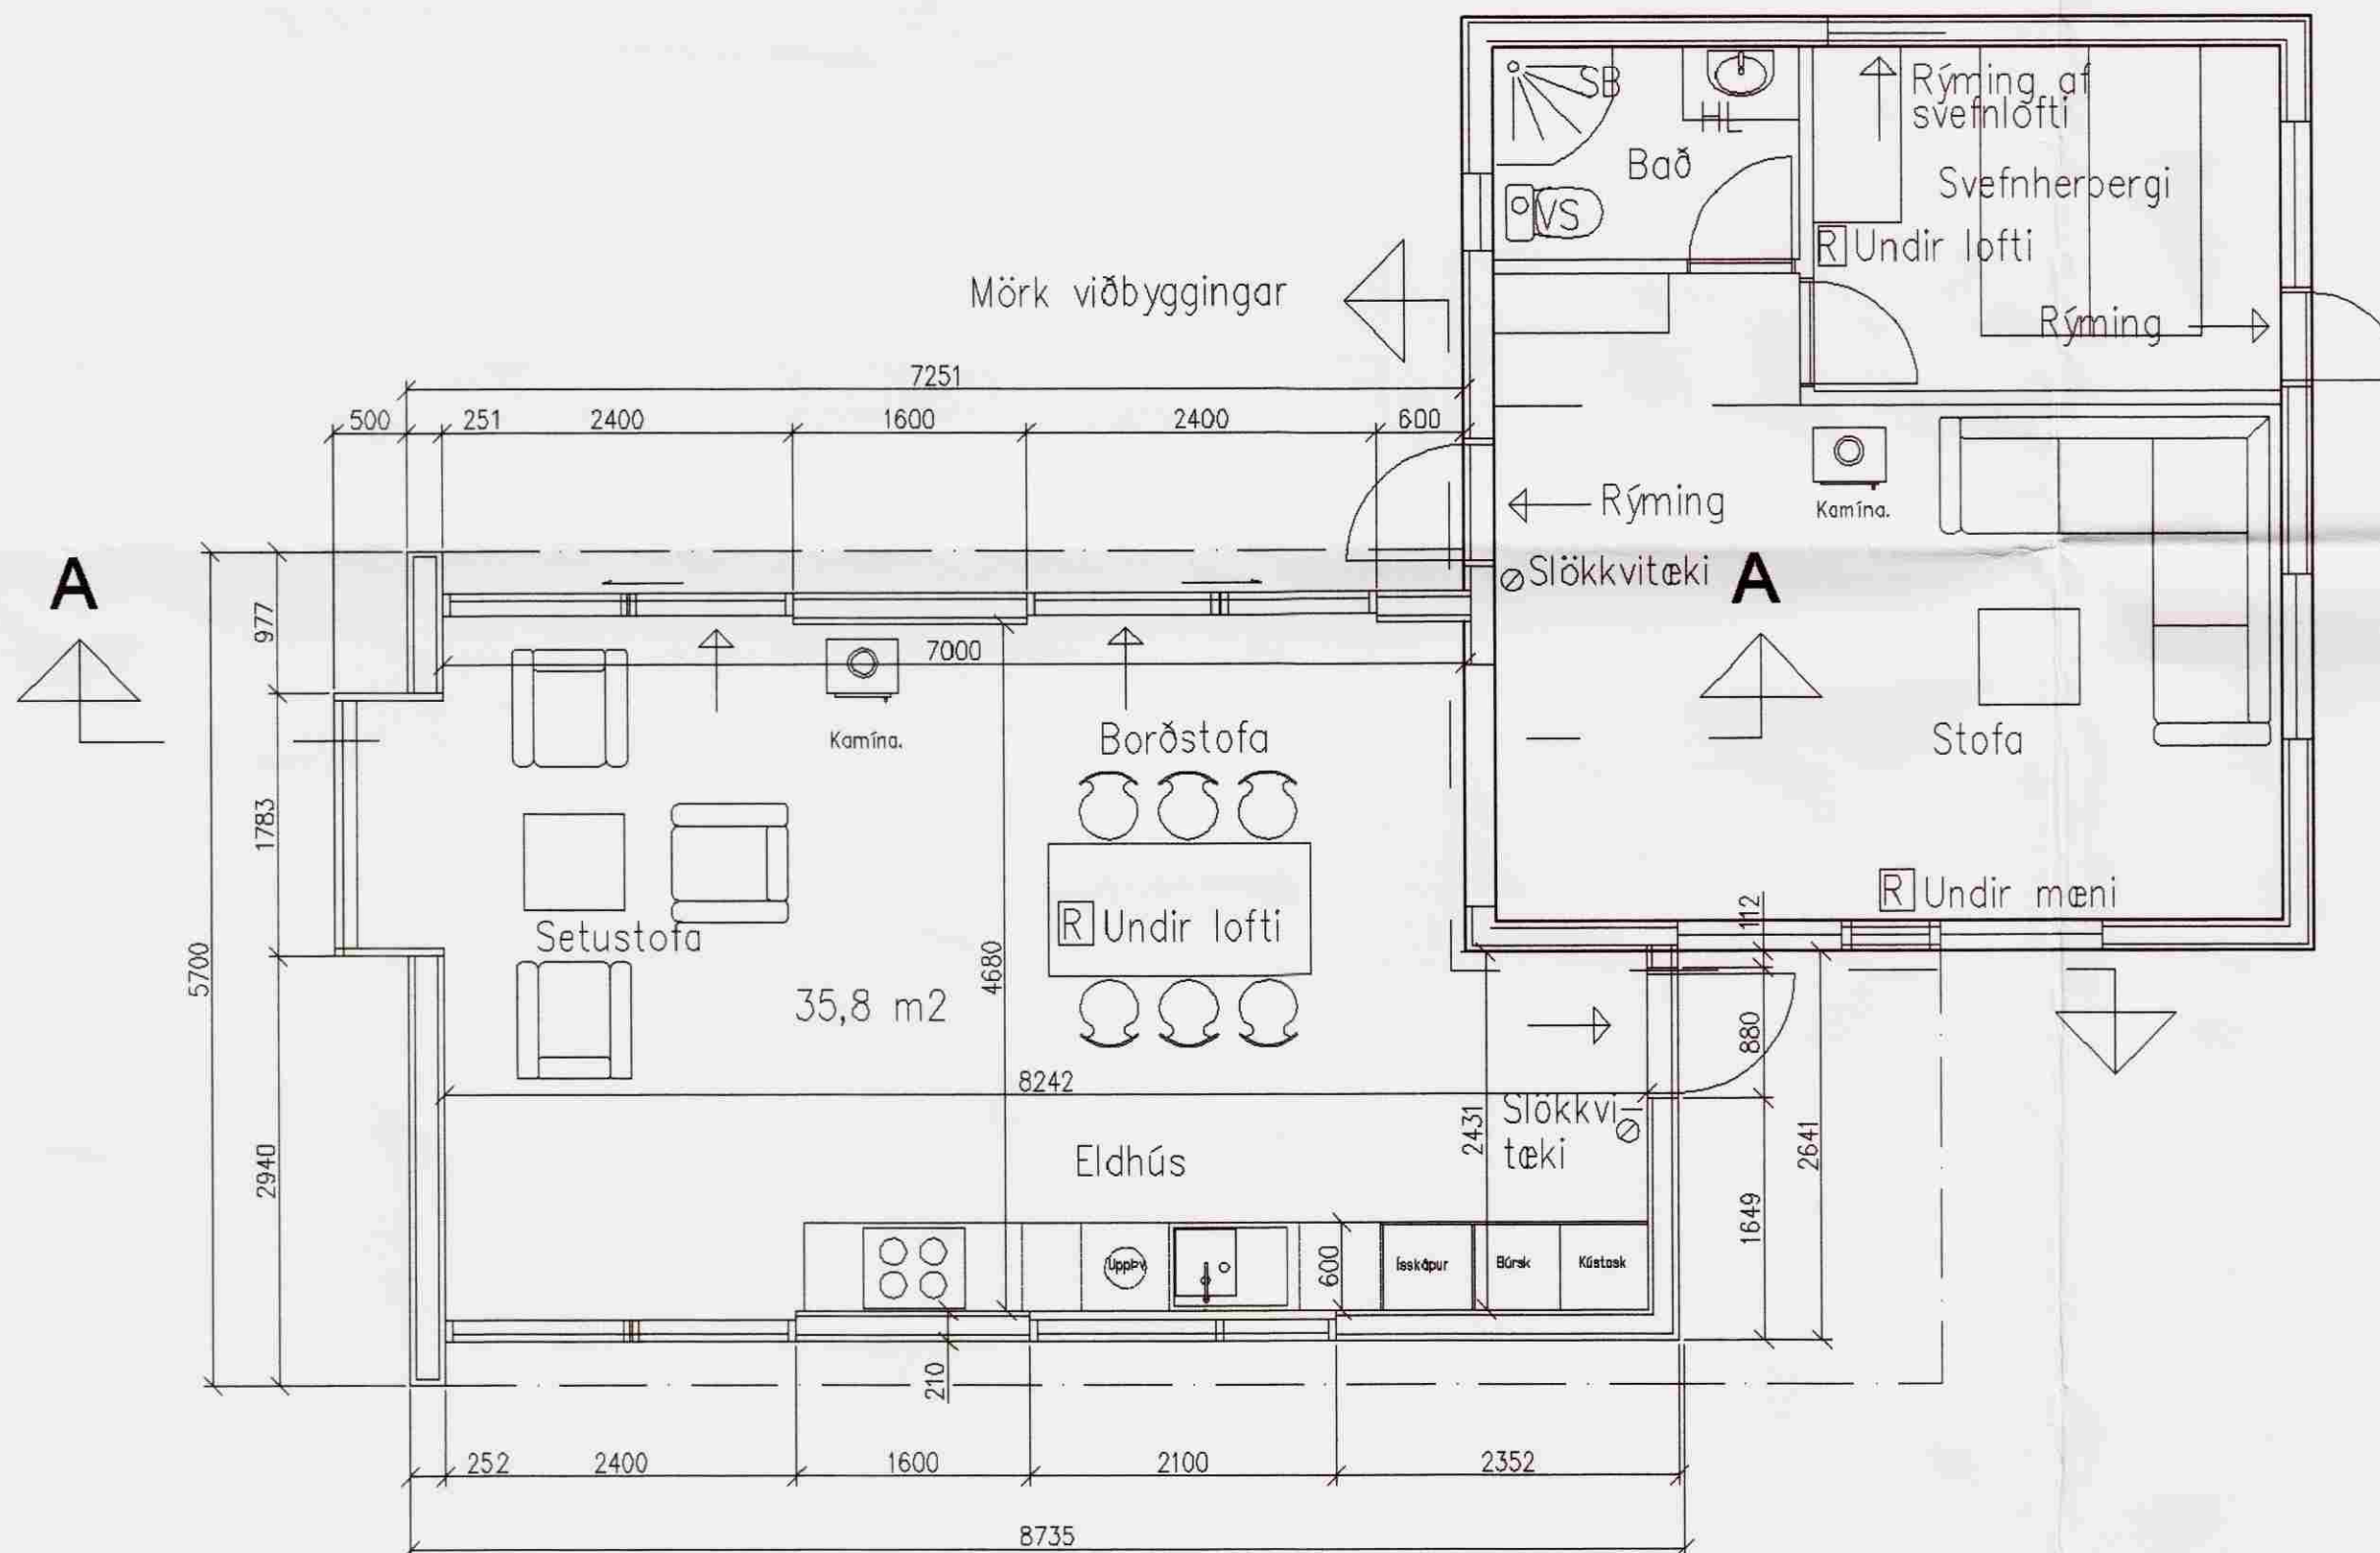 SB
HL
Rýming af
svefnlofti
Bað
Svefnherbergi
VS
R Undir lofti
Mörk viðbyggingar
Rýming
7251
500
251
2400
1600
2400
600
Rýming
Kamína.
A
Slökkvitæki
A
977
7000
Kamína.
Borðstofa
Stofa
1783
R Undir mæni
112
Setustofa
R Undir lofti
5700
4680
35,8 m2
880
8242
Slökkvi-
tæki
2431
2641
2940
Eldhús
1649
Uppþv
600
Ísskápur
Búrsk
Kústask
210
252
2400
1600
2100
2352
8735